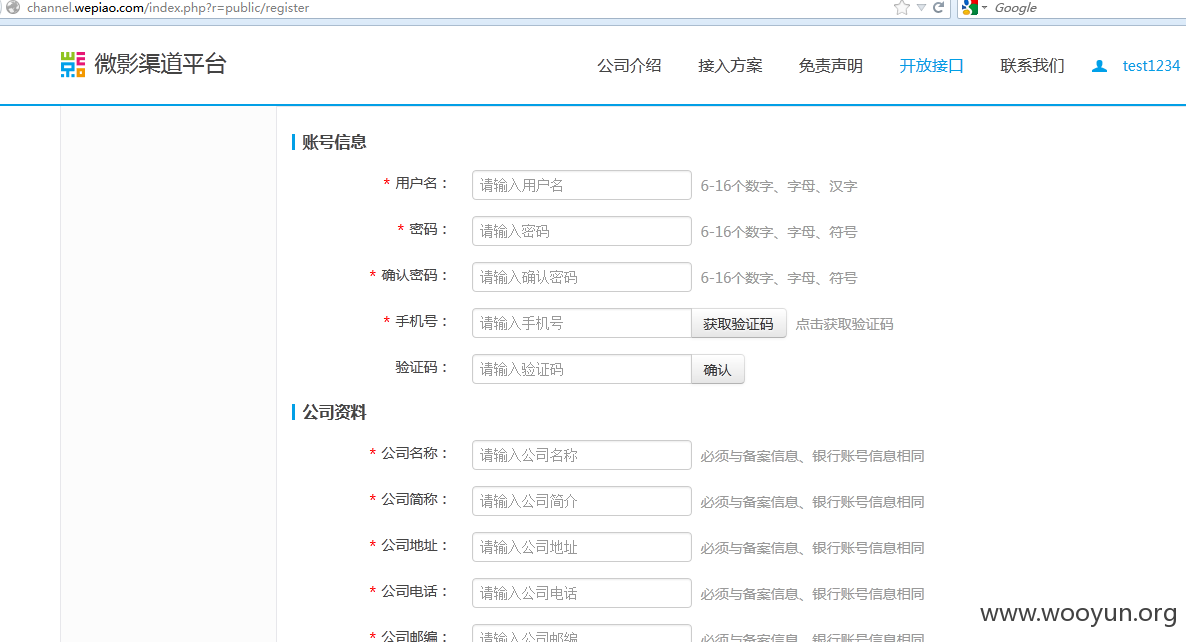 channel.wepiao.com/index.php?r=public/register
Google
微影渠道平台
公司介绍 接入方案 免责声明 开放接口 联系我们 test1234
账号信息
* 用户名： 请输入用户名 6-16个数字、字母、汉字
* 密码： 请输入密码 6-16个数字、字母、符号
* 确认密码： 请输入确认密码 6-16个数字、字母、符号
* 手机号： 请输入手机号 获取验证码 点击获取验证码
验证码： 请输入验证码 确认
公司资料
* 公司名称： 请输入公司名称 必须与备案信息、银行账号信息相同
* 公司简称： 请输入公司简介 必须与备案信息、银行账号信息相同
* 公司地址： 请输入公司地址 必须与备案信息、银行账号信息相同
* 公司电话： 请输入公司电话 必须与备案信息、银行账号信息相同
* 公司邮编： 请输入公司邮编 必须与备案信息、银行账号信息相同
www.wooyun.org